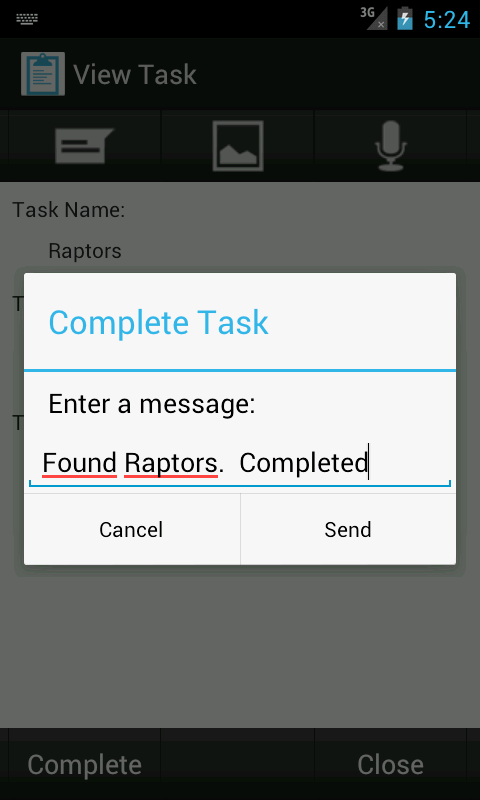 3G 5:24
View Task
Task Name:
Raptors
T
Complete Task
Enter a message:
T
Found Raptors.  Completed
Cancel Send
Complete Close